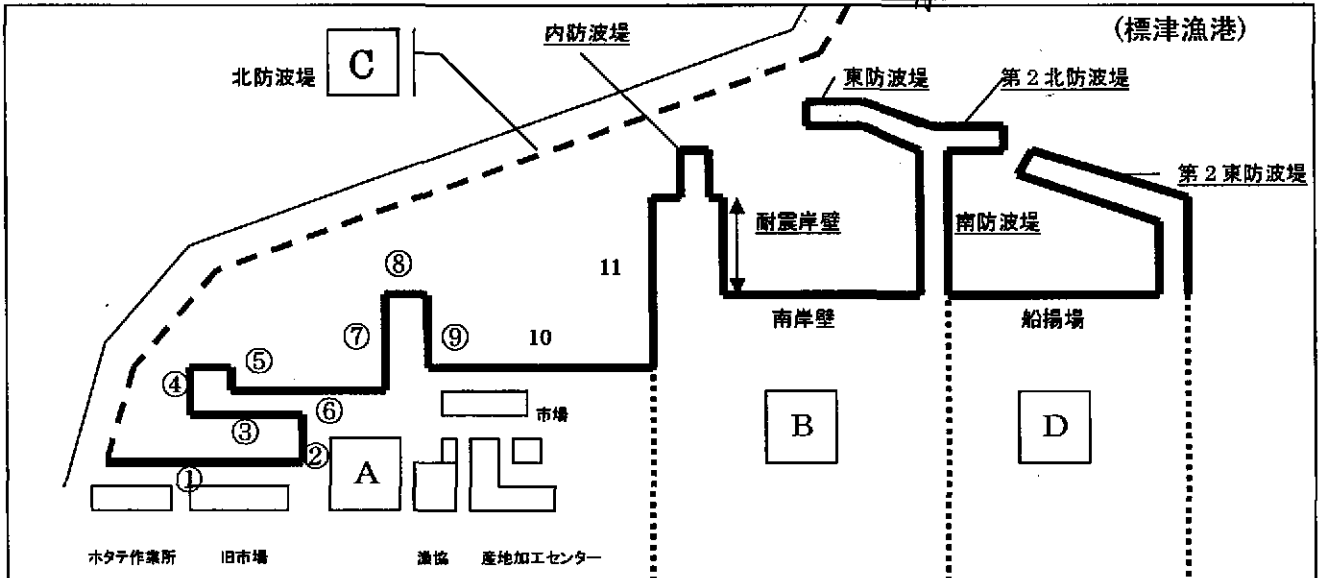 (標津漁港)
内防波堤
北防波堤
C
東防波堤
第2北防波堤
第2東防波堤
耐震岸壁
南防波堤
⑧
11
⑦
⑨
10
南岸壁
船揚場
⑤
④
⑥
③
市場
②
A
B
D
①
ホタテ作業所
旧市場
漁協
産地加工センター